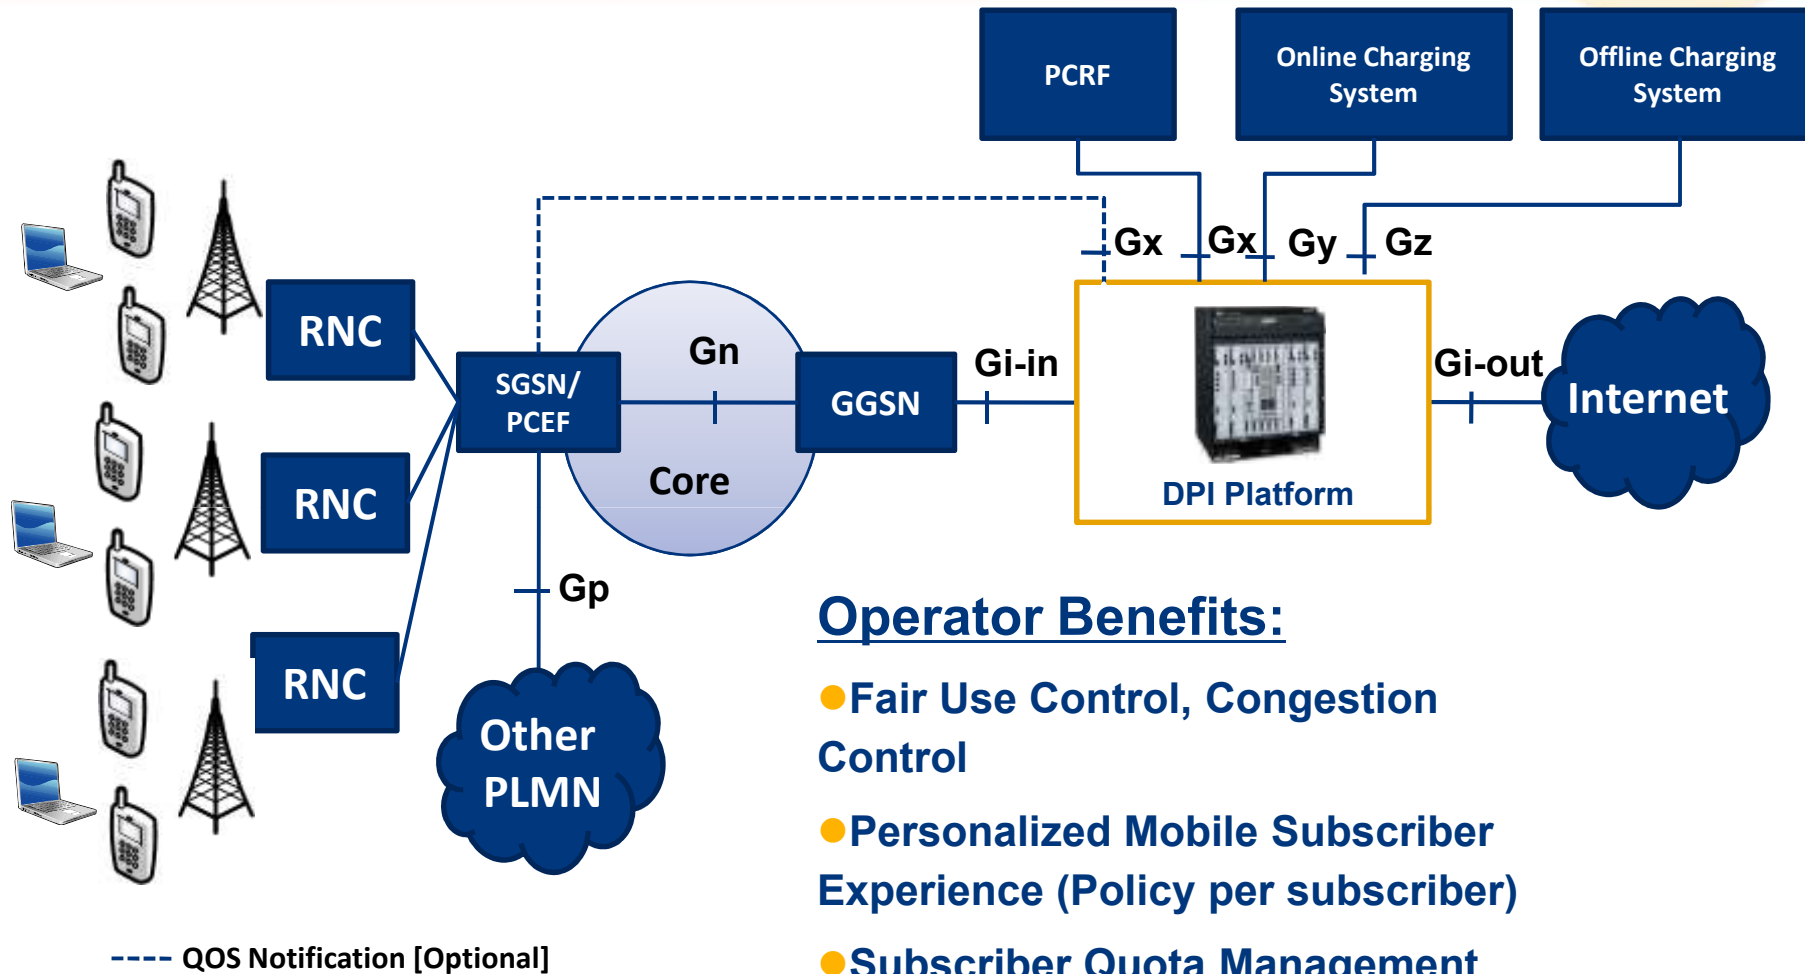 PCRF
Online Charging
System
Offline Charging
System
Gx
Gx
Gy
Gz
RNC
SGSN/
PCEF
Gn
GGSN
Gi-in
Gi-out
Internet
Core
DPI Platform
RNC
Gp
RNC
Other
PLMN
Operator Benefits:
●Fair Use Control, Congestion
Control
●Personalized Mobile Subscriber
Experience (Policy per subscriber)
●Subscriber Quota Management
---- QOS Notification [Optional]